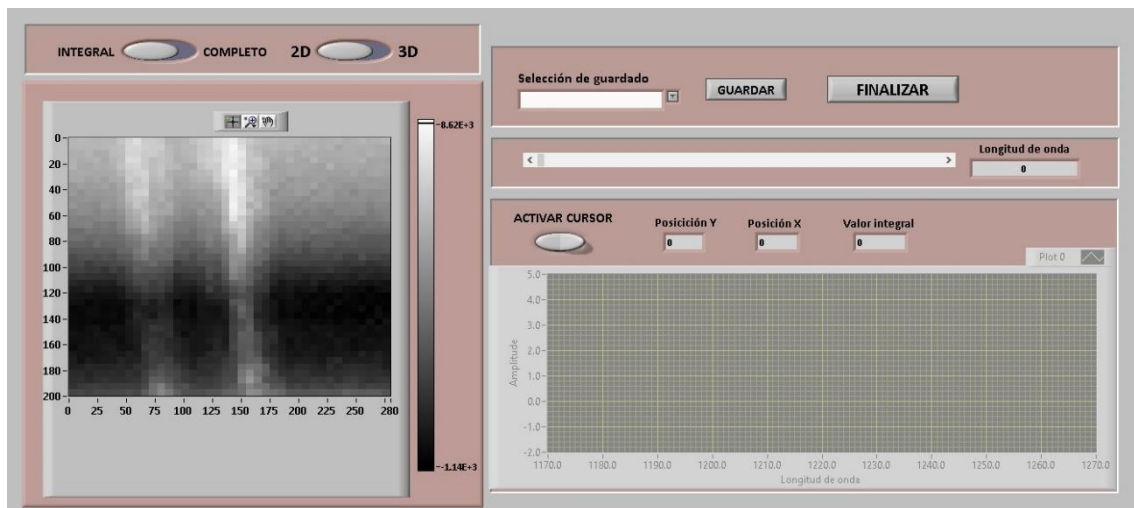 INTEGRAL COMPLETO 2D 3D
Selección de guardado
GUARDAR
FINALIZAR
Longitud de onda
0
ACTIVAR CURSOR
Posicición Y
Posición X
Valor integral
0
0
0
Plot 0
0
20
40
60
80
100
120
140
160
180
200
0 25 50 75 100 125 150 175 200 225 250 280
-8.62E+3
--1.14E+3
5.0
4.0
3.0
2.0
1.0
0.0
-1.0
-2.0
Amplitude
1170.0 1180.0 1190.0 1200.0 1210.0 1220.0 1230.0 1240.0 1250.0 1260.0 1270.0
Longitud de onda